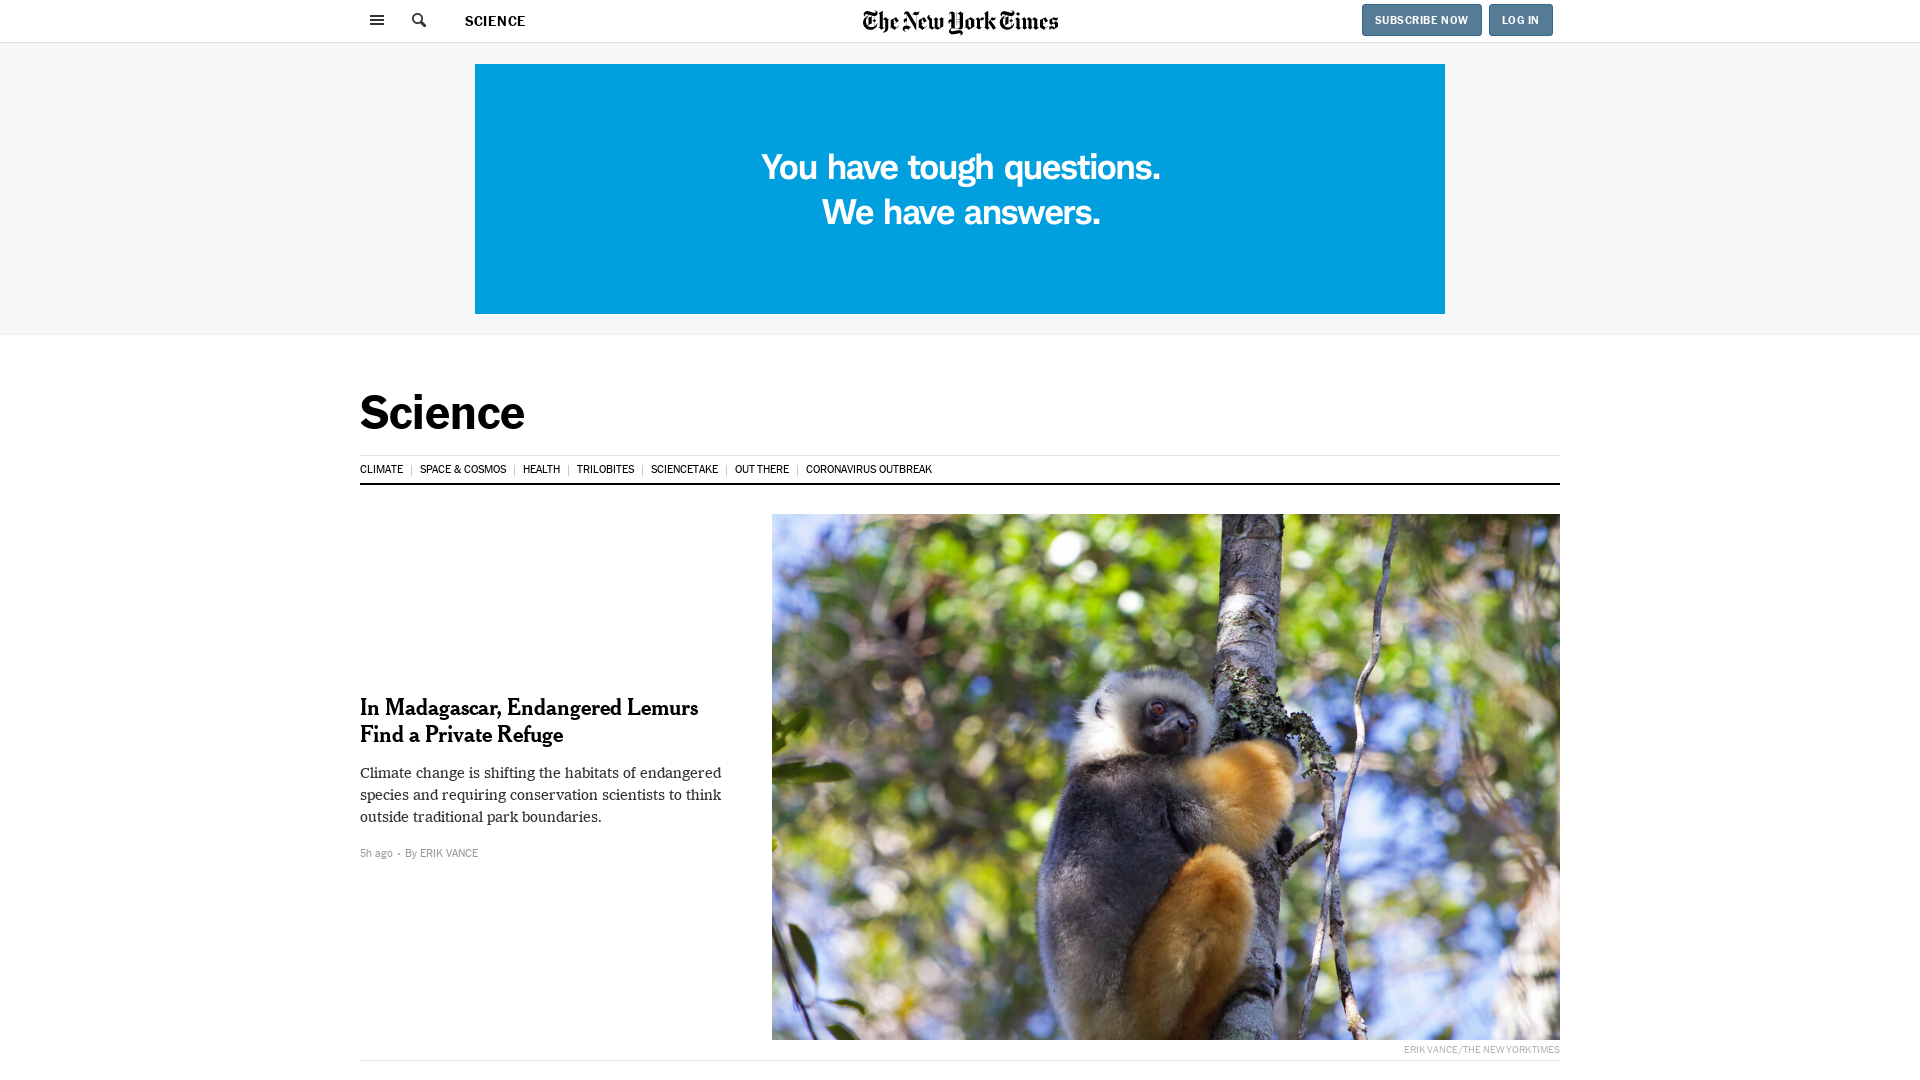 SCIENCE
The New York Times
SUBSCRIBE NOW
LOG IN
You have tough questions.
We have answers.
Science
CLIMATE
SPACE & COSMOS
HEALTH
TRILOBITES
SCIENCETAKE
OUT THERE
CORONAVIRUS OUTBREAK
In Madagascar, Endangered Lemurs
Find a Private Refuge
Climate change is shifting the habitats of endangered
species and requiring conservation scientists to think
outside traditional park boundaries.
5h ago · By ERIK VANCE
ERIK VANCE/THE NEW YORK TIMES